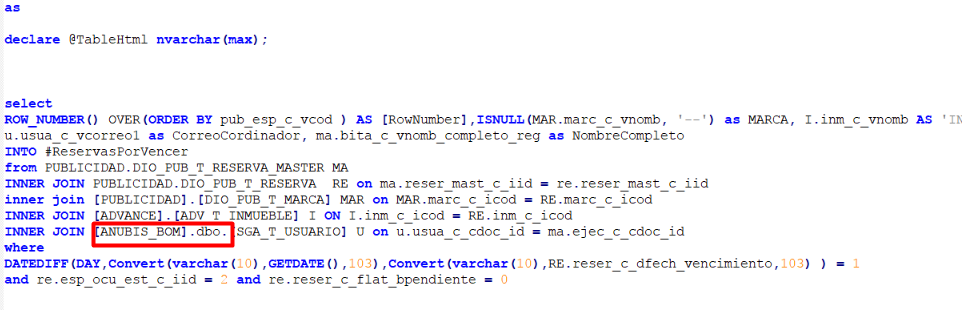 as
declare @TableHtml nvarchar(max);
select
ROW_NUMBER() OVER(ORDER BY pub_esp_c_vcod ) AS [RowNumber],ISNULL(MAR.marc_c_vnomb, '--') as MARCA, I.inm_c_vnomb AS 'IN
u.usua_c_vcorreo1 as CorreoCordinador, ma.bita_c_vnomb_completo_reg as NombreCompleto
INTO #ReservasPorVencer
from PUBLICIDAD.DIO_PUB_T_RESERVA_MASTER MA
INNER JOIN PUBLICIDAD.DIO_PUB_T_RESERVA  RE on ma.reser_mast_c_iid = re.reser_mast_c_iid
inner join [PUBLICIDAD].[DIO_PUB_T_MARCA] MAR on MAR.marc_c_icod = RE.marc_c_icod
INNER JOIN [ADVANCE].[ADV_T_INMUEBLE] I ON I.inm_c_icod = RE.inm_c_icod
INNER JOIN [ANUBIS_BOM].dbo.[SGA_T_USUARIO] U on u.usua_c_cdoc_id = ma.ejec_c_cdoc_id
where
DATEDIFF(DAY,Convert(varchar(10),GETDATE(),103),Convert(varchar(10),RE.reser_c_dfech_vencimiento,103) ) = 1
and re.esp_ocu_est_c_iid = 2 and re.reser_c_flat_bpendiente = 0